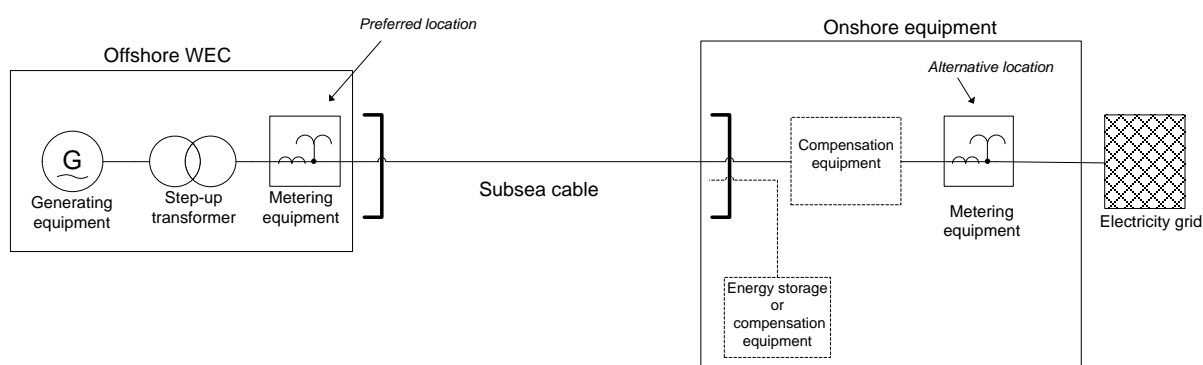 Preferred location
Offshore WEC
G
Generating
equipment
Step-up
transformer
Metering
equipment
Subsea cable
Onshore equipment
Alternative location
Compensation
equipment
Metering
equipment
Electricity grid
Energy storage
or
compensation
equipment